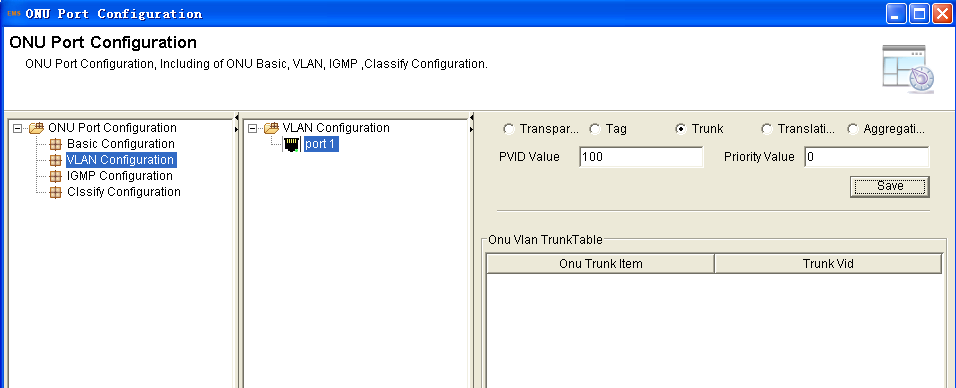 EMS ONU Port Configuration
ONU Port Configuration
ONU Port Configuration, Including of ONU Basic, VLAN, IGMP ,Classify Configuration.
ONU Port Configuration
Basic Configuration
VLAN Configuration
IGMP Configuration
Clssify Configuration
VLAN Configuration
port 1
Transpar... Tag Trunk Translati... Aggregati...
PVID Value 100 Priority Value 0
Save
Onu Vlan TrunkTable
Onu Trunk Item Trunk Vid